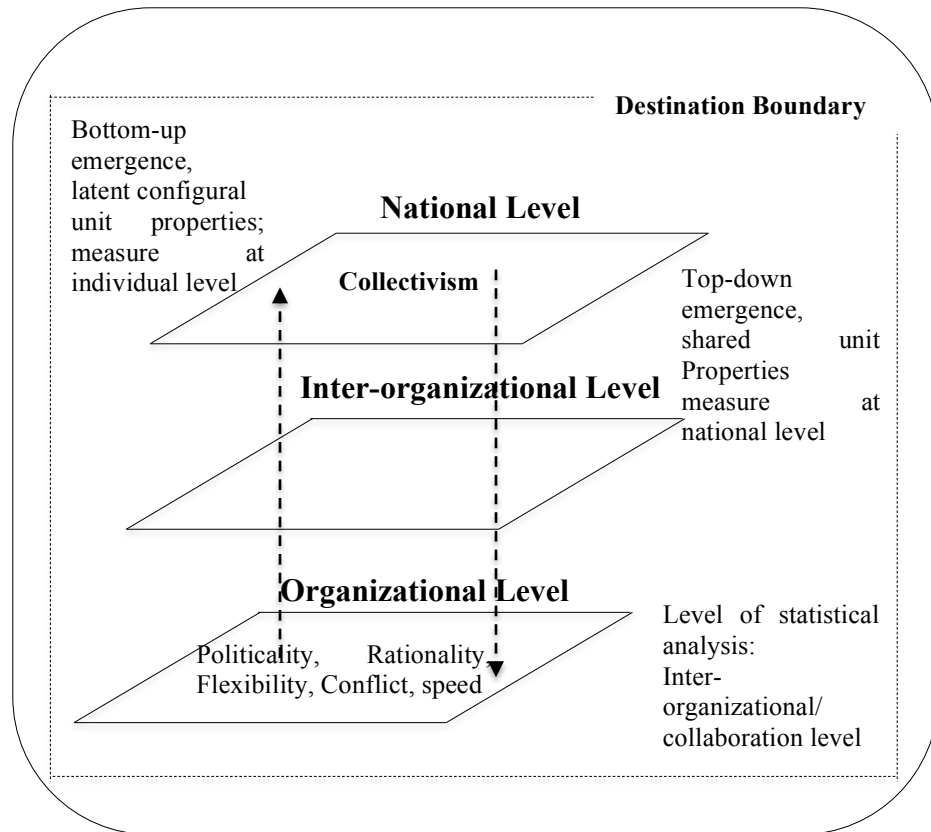 Destination Boundary
Bottom-up
emergence,
latent configural
unit properties;
measure at
individual level
National Level
Collectivism
Top-down
emergence,
shared unit
Properties
measure at
national level
Inter-organizational Level
Organizational Level
Politicality, Rationality,
Flexibility, Conflict, speed
Level of statistical
analysis:
Inter-
organizational/
collaboration level